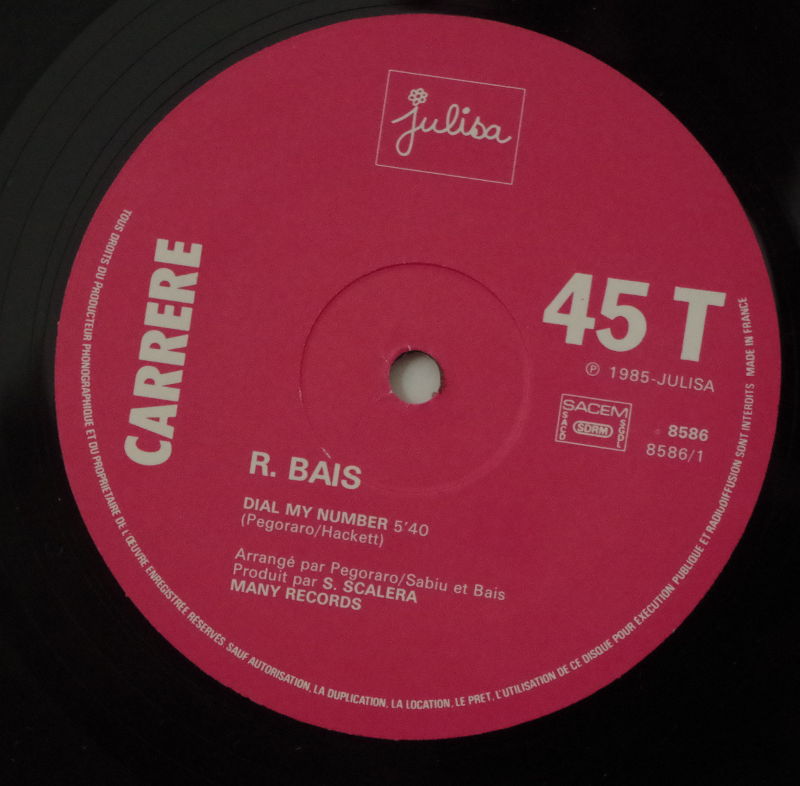 julisa
CARRERE
45 T
℗ 1985-JULISA
SACEM
SACD
SDRM
SGDL
8586
8586/1
R. BAIS
DIAL MY NUMBER 5'40
(Pegoraro/Hackett)
Arrangé par Pegoraro/Sabiu et Bais
Produit par S. SCALERA
MANY RECORDS
TOUS DROITS DU PRODUCTEUR PHONOGRAPHIQUE ET DU PROPRIETAIRE DE L'ŒUVRE ENREGISTREE RESERVES SAUF AUTORISATION, LA DUPLICATION, LA LOCATION, LE PRET, L'UTILISATION DE CE DISQUE POUR EXECUTION PUBLIQUE ET RADIODIFFUSION SONT INTERDITS MADE IN FRANCE